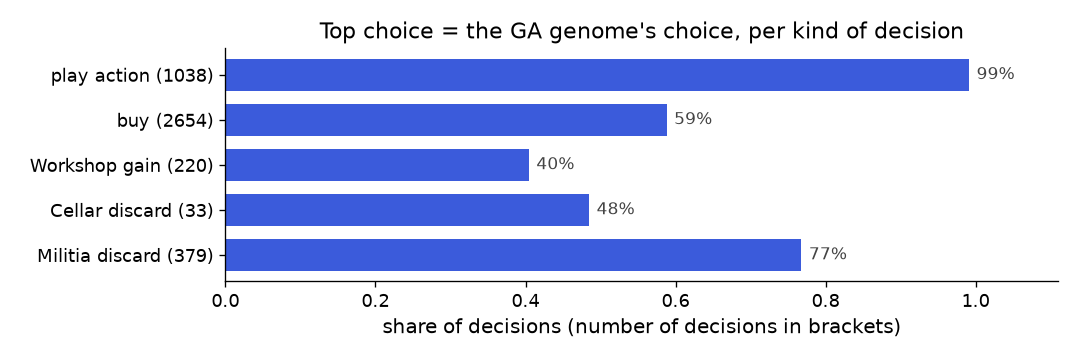 Top choice = the GA genome's choice, per kind of decision
play action (1038)
99%
buy (2654)
59%
Workshop gain (220)
40%
Cellar discard (33)
48%
Militia discard (379)
77%
0.0 0.2 0.4 0.6 0.8 1.0
share of decisions (number of decisions in brackets)